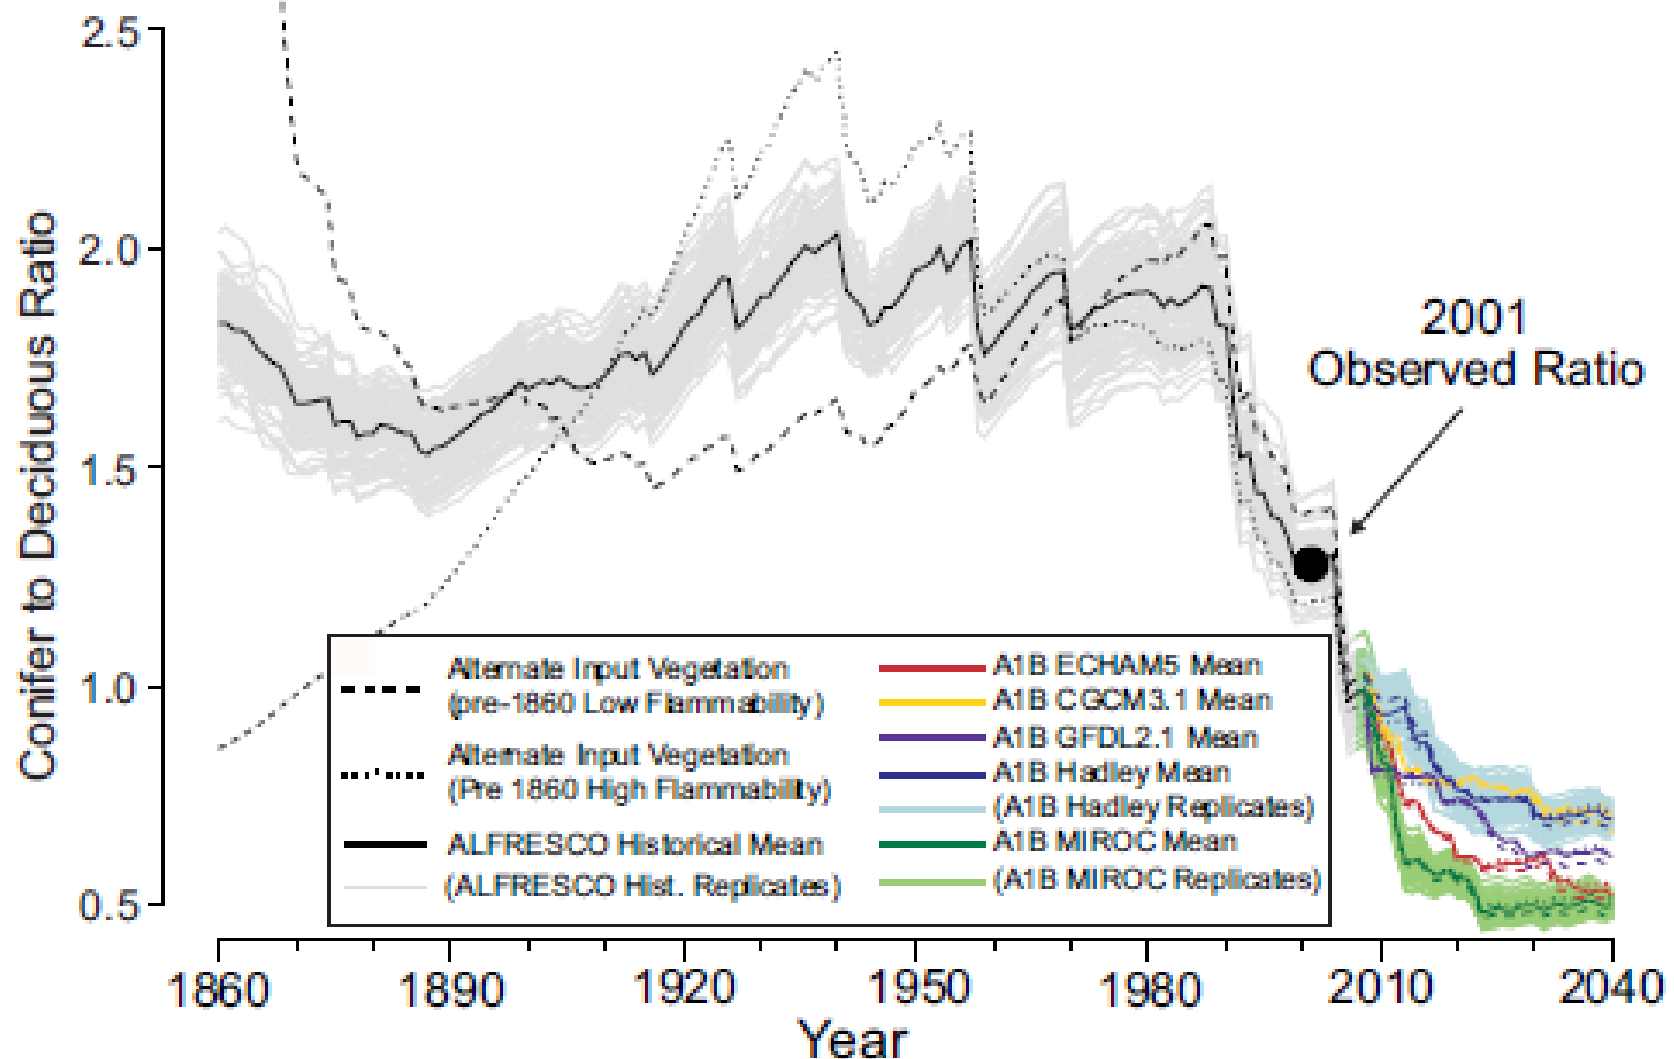 2.5
2.0
1.5
1.0
0.5
Conifer to Deciduous Ratio
2001
Observed Ratio
Alternate Input Vegetation
(pre-1860 Low Flammability)
Alternate Input Vegetation
(Pre 1860 High Flammability)
ALFRESCO Historical Mean
(ALFRESCO Hist. Replicates)
A1B ECHAM5 Mean
A1B CGCM3.1 Mean
A1B GFDL2.1 Mean
A1B Hadley Mean
(A1B Hadley Replicates)
A1B MIROC Mean
(A1B MIROC Replicates)
1860 1890 1920 1950 1980 2010 2040
Year